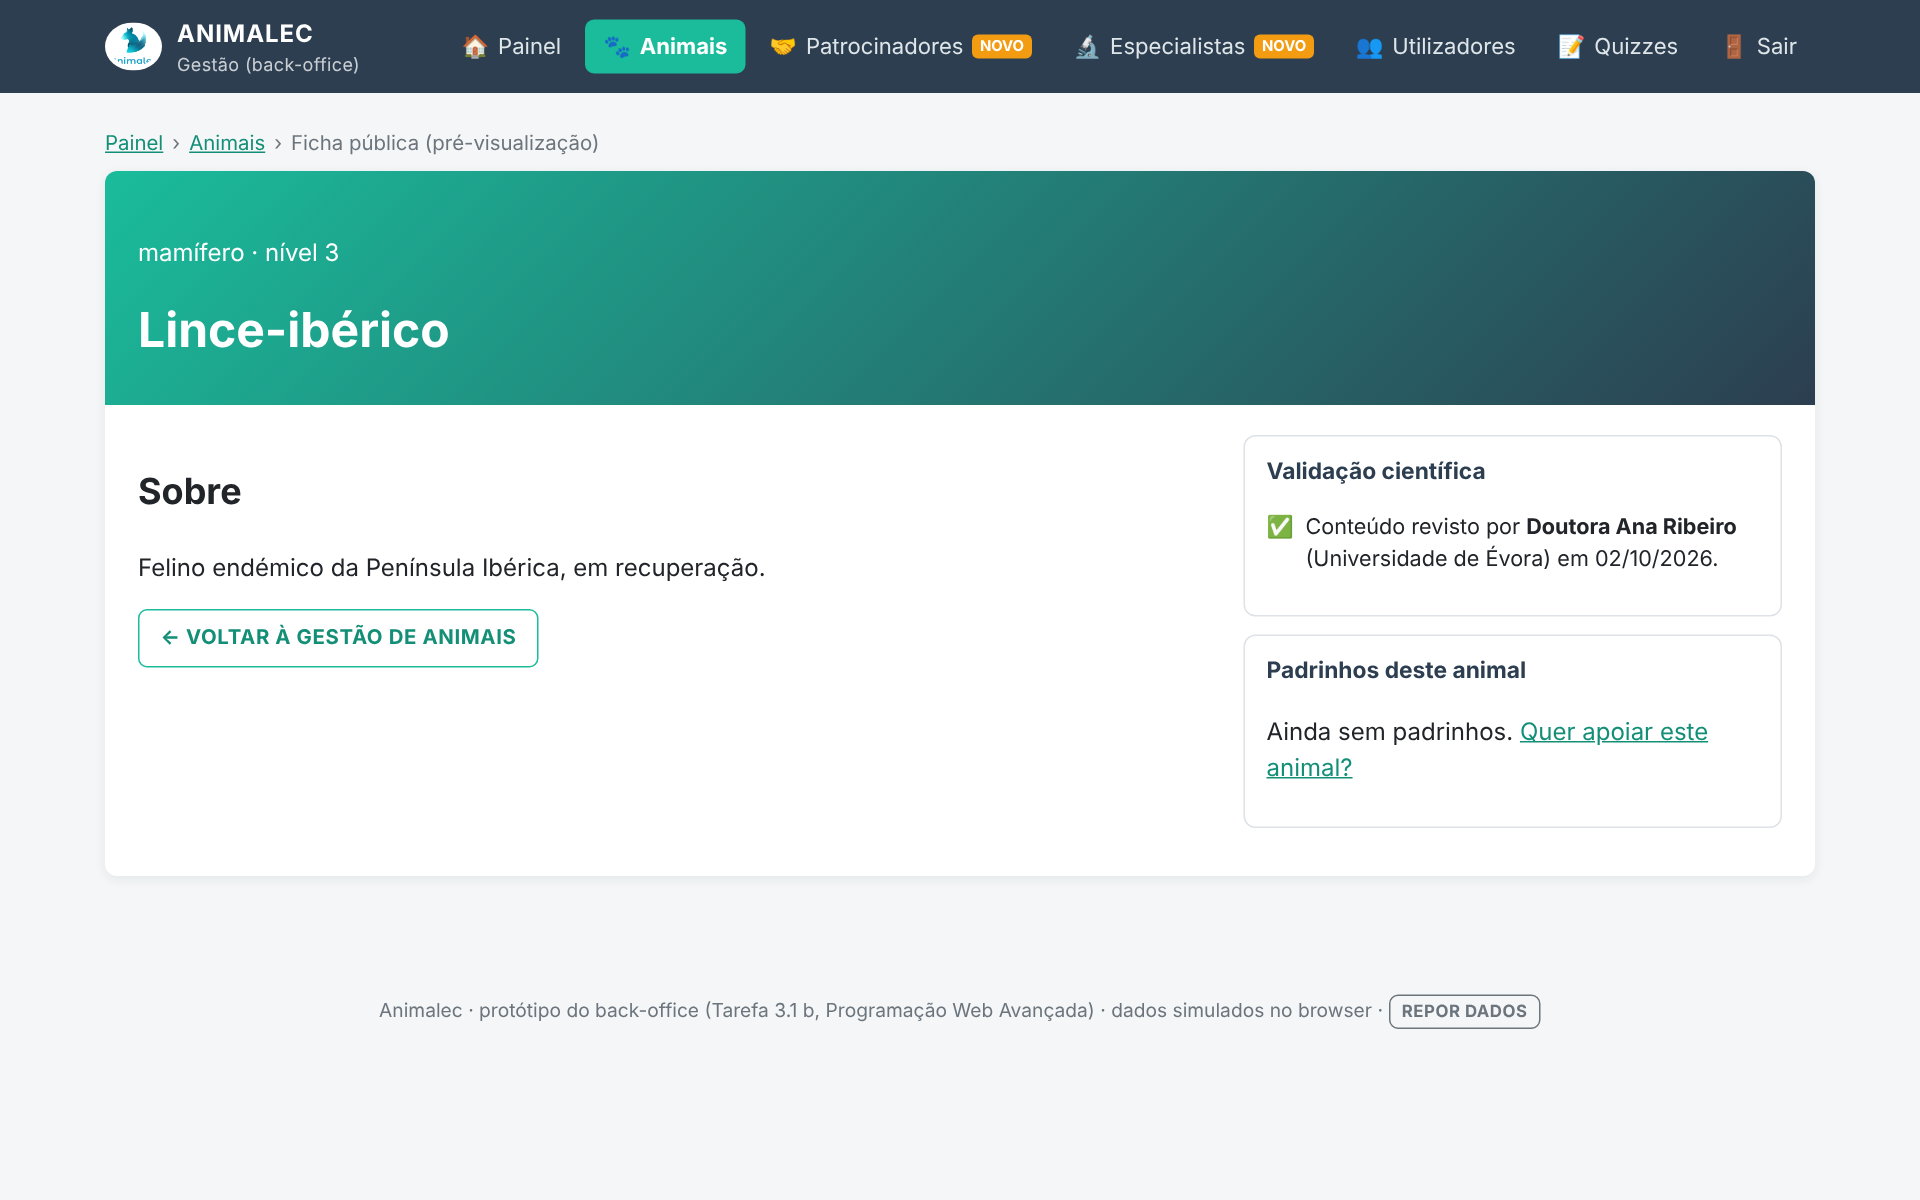 ANIMALEC
Gestão (back-office)
Painel
Animais
Patrocinadores NOVO
Especialistas NOVO
Utilizadores
Quizzes
Sair
Painel › Animais › Ficha pública (pré-visualização)
mamífero · nível 3
Lince-ibérico
Sobre
Felino endémico da Península Ibérica, em recuperação.
← VOLTAR À GESTÃO DE ANIMAIS
Validação científica
Conteúdo revisto por Doutora Ana Ribeiro
(Universidade de Évora) em 02/10/2026.
Padrinhos deste animal
Ainda sem padrinhos. Quer apoiar este
animal?
Animalec · protótipo do back-office (Tarefa 3.1 b, Programação Web Avançada) · dados simulados no browser · REPOR DADOS